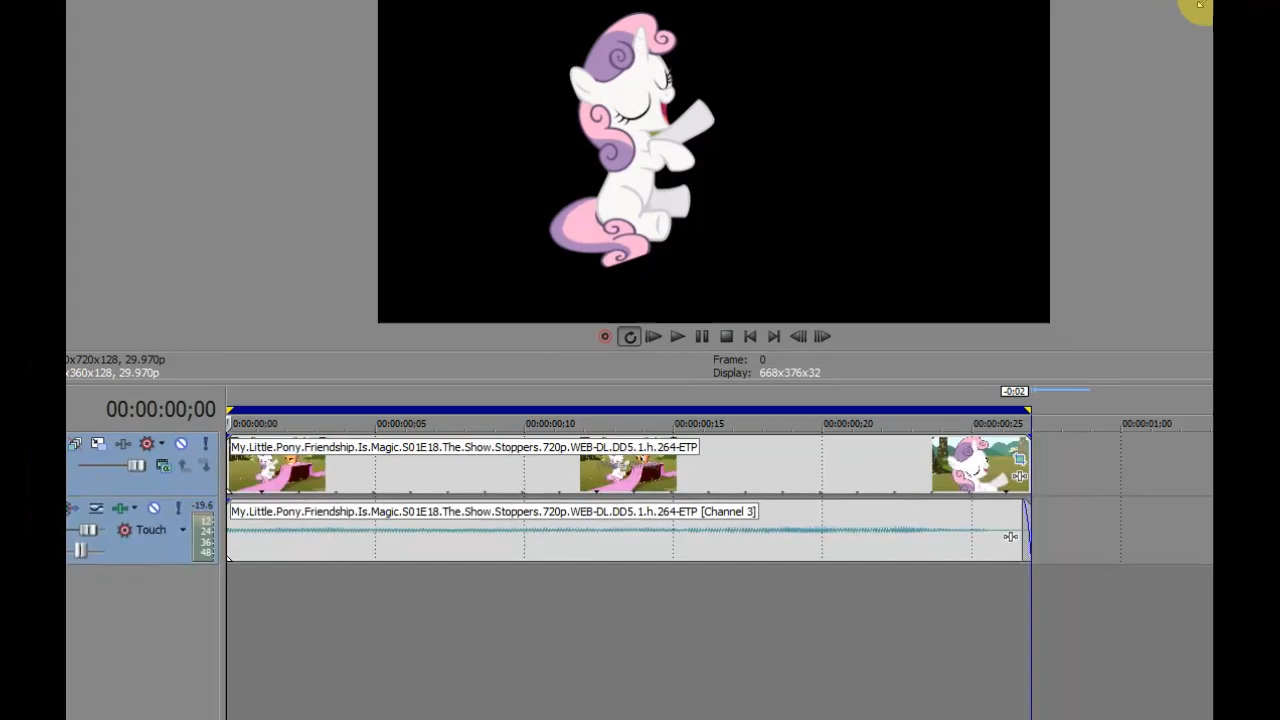 0x720x128, 29.970p
x360x128, 29.970p
Frame: 0
Display: 668x376x32
-0:02
00:00:00;00
0:00:00;00 00:00:00;05 00:00:00;10 00:00:00;15 00:00:00;20 00:00:00;25 00:00:01;00
My.Little.Pony.Friendship.Is.Magic.S01E18.The.Show.Stoppers.720p.WEB-DL.DD5.1.h.264-ETP
-19.6
My.Little.Pony.Friendship.Is.Magic.S01E18.The.Show.Stoppers.720p.WEB-DL.DD5.1.h.264-ETP [Channel 3]
12
24
Touch
36
48